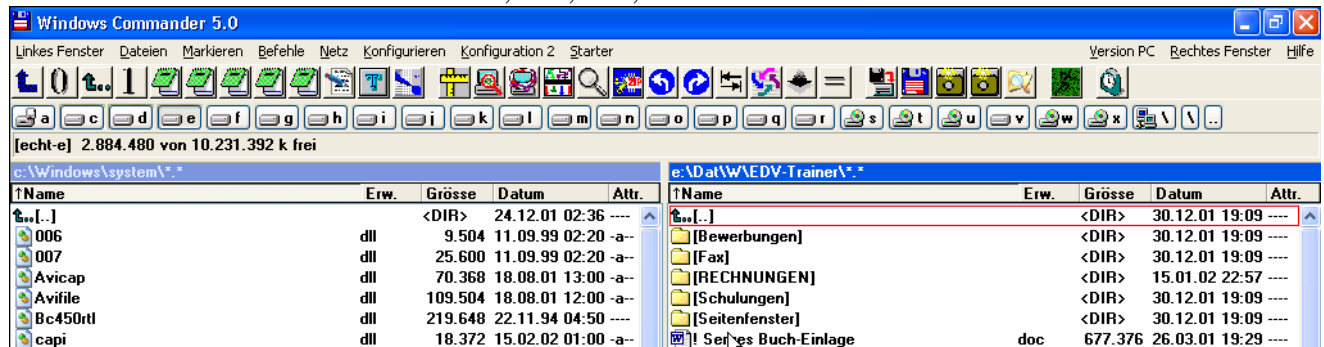 Windows Commander 5.0
Linkes Fenster Dateien Markieren Befehle Netz Konfigurieren Konfiguration 2 Starter Version PC Rechtes Fenster Hilfe
a c d e f g h i j k l m n o p q r s t u v w x \ \ ..
[echt-e] 2.884.480 von 10.231.392 k frei
c:\Windows\system\*.* e:\Dat\W\EDV-Trainer\*.*
↑Name Erw. Grösse Datum Attr. ↑Name Erw. Grösse Datum Attr.
[..] <DIR> 24.12.01 02:36 ---- [..] <DIR> 30.12.01 19:09 ----
006 dll 9.504 11.09.99 02:20 -a-- [Bewerbungen] <DIR> 30.12.01 19:09 ----
007 dll 25.600 11.09.99 02:20 -a-- [Fax] <DIR> 30.12.01 19:09 ----
Avicap dll 70.368 18.08.01 13:00 -a-- [RECHNUNGEN] <DIR> 15.01.02 22:57 ----
Avifile dll 109.504 18.08.01 12:00 -a-- [Schulungen] <DIR> 30.12.01 19:09 ----
Bc450rtl dll 219.648 22.11.94 04:50 ---- [Seitenfenster] <DIR> 30.12.01 19:09 ----
capi dll 18.372 15.02.02 01:00 -a-- ! Buch-Einlage doc 677.376 26.03.01 19:29 ----